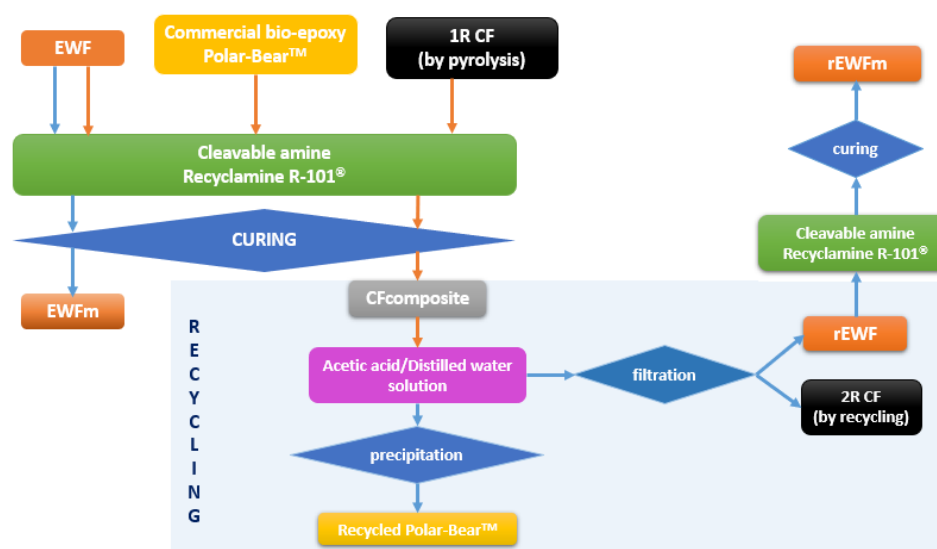 EWF
Commercial bio-epoxy
Polar-Bear™
1R CF
(by pyrolysis)
rEWFm
Cleavable amine
Recyclamine R-101®
curing
CURING
Cleavable amine
Recyclamine R-101®
EWFm
CFcomposite
RECYCLING
rEWF
Acetic acid/Distilled water
solution
filtration
2R CF
(by recycling)
precipitation
Recycled Polar-Bear™